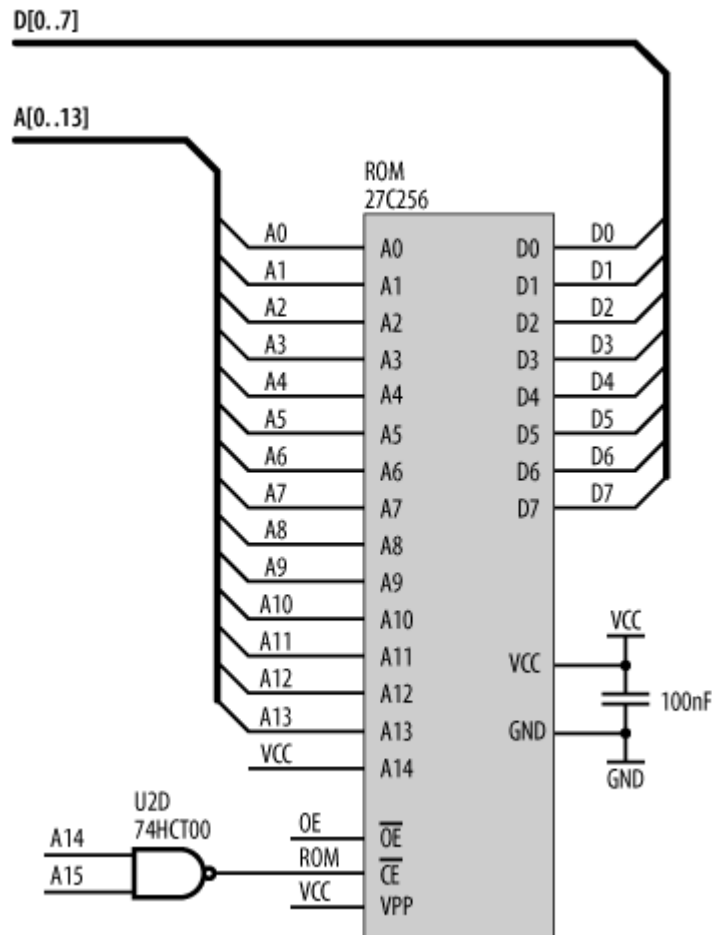 D[0..7]
A[0..13]
ROM
27C256
A0 A0 D0 D0
A1 A1 D1 D1
A2 A2 D2 D2
A3 A3 D3 D3
A4 A4 D4 D4
A5 A5 D5 D5
A6 A6 D6 D6
A7 A7 D7 D7
A8 A8
A9 A9
A10 A10
A11 A11
A12 A12
A13 A13
VCC A14
VCC
VCC
100nF
GND
GND
U2D
74HCT00
A14
A15
OE OE
ROM CE
VCC VPP